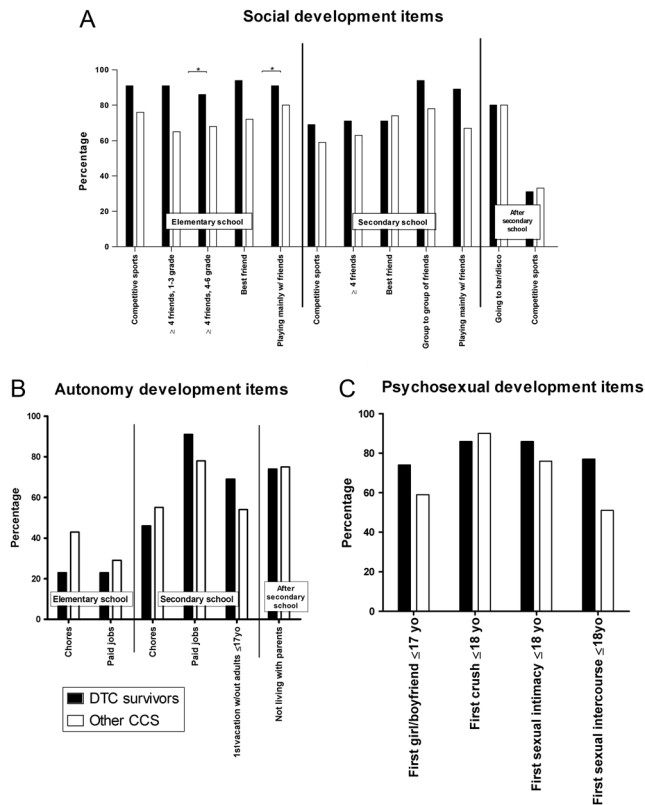 A
Social development items
*
*
100
80
60
40
20
0
Percentage
Elementary school
Secondary school
After
secondary
school
Competitive sports
≥ 4 friends, 1-3 grade
≥ 4 friends, 4-6 grade
Best friend
Playing mainly w/ friends
Competitive sports
≥ 4 friends
Best friend
Group to group of friends
Playing mainly w/ friends
Going to bar/disco
Competitive sports
B
Autonomy development items
100
80
60
40
20
0
Percentage
Elementary school
Secondary school
After
secondary
school
Chores
Paid jobs
Chores
Paid jobs
1stvacation w/out adults ≤17yo
Not living with parents
DTC survivors
Other CCS
C
Psychosexual development items
100
80
60
40
20
0
Percentage
First girl/boyfriend ≤17 yo
First crush ≤18 yo
First sexual intimacy ≤18 yo
First sexual intercourse ≤18yo